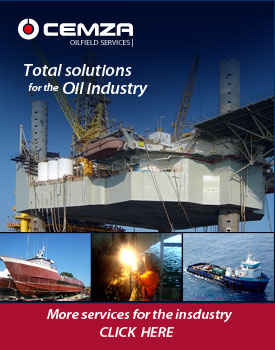 CEMZA
OILFIELD SERVICES|
Total solutions
for the Oil Industry
More services for the insdustry
CLICK HERE